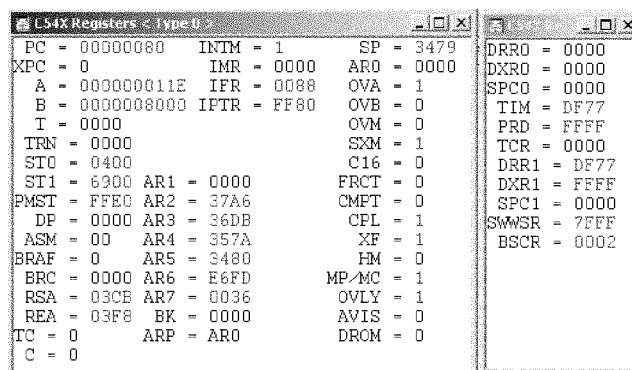 L54X Registers < Type 0 >
PC = 00000080 INTM = 1 SP = 3479
XPC = 0 IMR = 0000 AR0 = 0000
A = 000000011E IFR = 0088 OVA = 1
B = 0000008000 IPTR = FF80 OVB = 0
T = 0000 OVM = 0
TRN = 0000 SXM = 1
ST0 = 0400 C16 = 0
ST1 = 6900 AR1 = 0000 FRCT = 0
PMST = FFE0 AR2 = 37A6 CMPT = 0
DP = 0000 AR3 = 36DB CPL = 1
ASM = 00 AR4 = 357A XF = 1
BRAF = 0 AR5 = 3480 HM = 0
BRC = 0000 AR6 = E6FD MP/MC = 1
RSA = 03CB AR7 = 0036 OVLY = 1
REA = 03F8 BK = 0000 AVIS = 0
TC = 0 ARP = AR0 DROM = 0
C = 0
DRR0 = 0000
DXR0 = 0000
SPC0 = 0000
TIM = DF77
PRD = FFFF
TCR = 0000
DRR1 = DF77
DXR1 = FFFF
SPC1 = 0000
SWWSR = 7FFF
BSCR = 0002